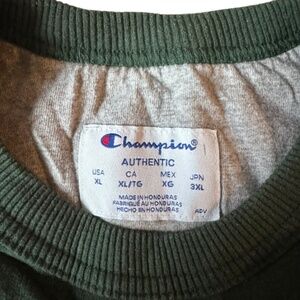 Champion®
AUTHENTIC
USA CA MEX JPN
XL XL/TG XG 3XL
MADE IN HONDURAS
FABRIQUÉ AU HONDURAS
HECHO EN HONDURAS ADV